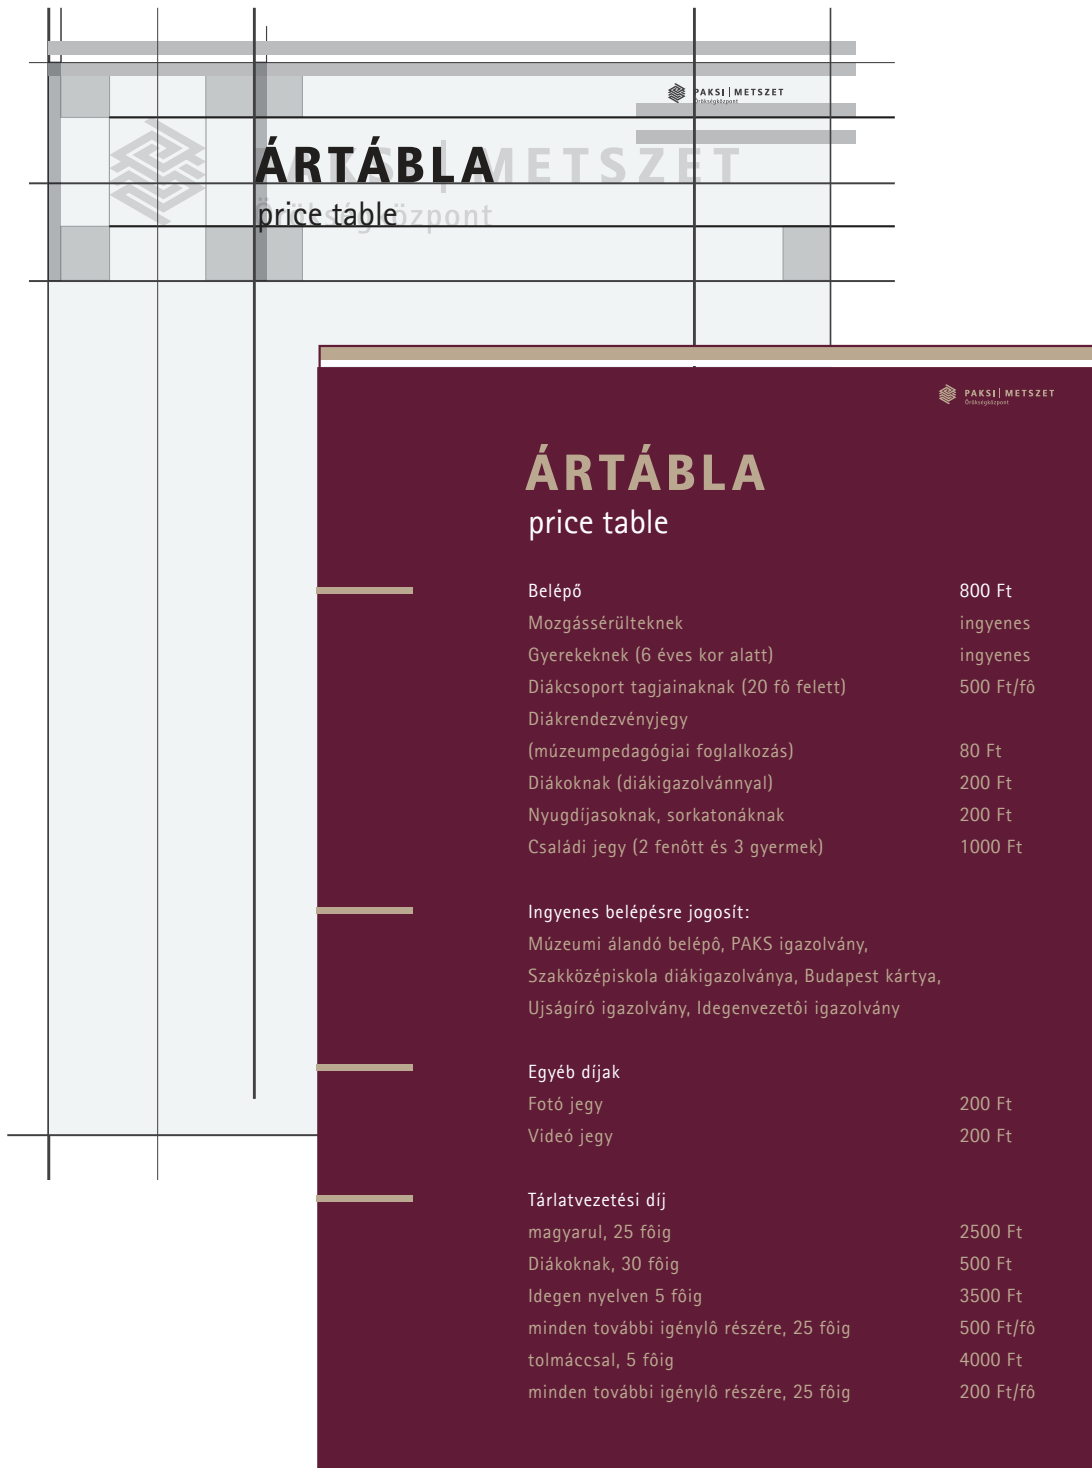 PAKSI METSZET
Örökségközpont
PAKSI METSZET
Örökségközpont
ÁRTÁBLA
price table
PAKSI METSZET
Örökségközpont
ÁRTÁBLA
price table
Belépő 800 Ft
Mozgássérülteknek ingyenes
Gyerekeknek (6 éves kor alatt) ingyenes
Diákcsoport tagjainaknak (20 fô felett) 500 Ft/fô
Diákrendezvényjegy
(múzeumpedagógiai foglalkozás) 80 Ft
Diákoknak (diákigazolvánnyal) 200 Ft
Nyugdíjasoknak, sorkatonáknak 200 Ft
Családi jegy (2 fenôtt és 3 gyermek) 1000 Ft
Ingyenes belépésre jogosít:
Múzeumi álandó belépô, PAKS igazolvány,
Szakközépiskola diákigazolványa, Budapest kártya,
Ujságíró igazolvány, Idegenvezetôi igazolvány
Egyéb díjak
Fotó jegy 200 Ft
Videó jegy 200 Ft
Tárlatvezetési díj
magyarul, 25 fôig 2500 Ft
Diákoknak, 30 fôig 500 Ft
Idegen nyelven 5 fôig 3500 Ft
minden további igénylô részére, 25 fôig 500 Ft/fô
tolmáccsal, 5 fôig 4000 Ft
minden további igénylô részére, 25 fôig 200 Ft/fô